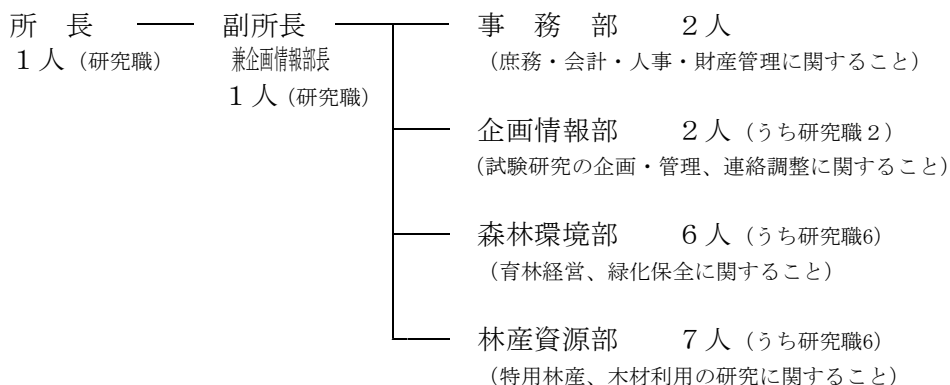 所　長
1人（研究職）
副所長
兼企画情報部長
1人（研究職）
事　務　部　　2人
（庶務・会計・人事・財産管理に関すること）
企画情報部　　2人（うち研究職2）
（試験研究の企画・管理、連絡調整に関すること）
森林環境部　　6人（うち研究職6）
（育林経営、緑化保全に関すること）
林産資源部　　7人（うち研究職6）
（特用林産、木材利用の研究に関すること）